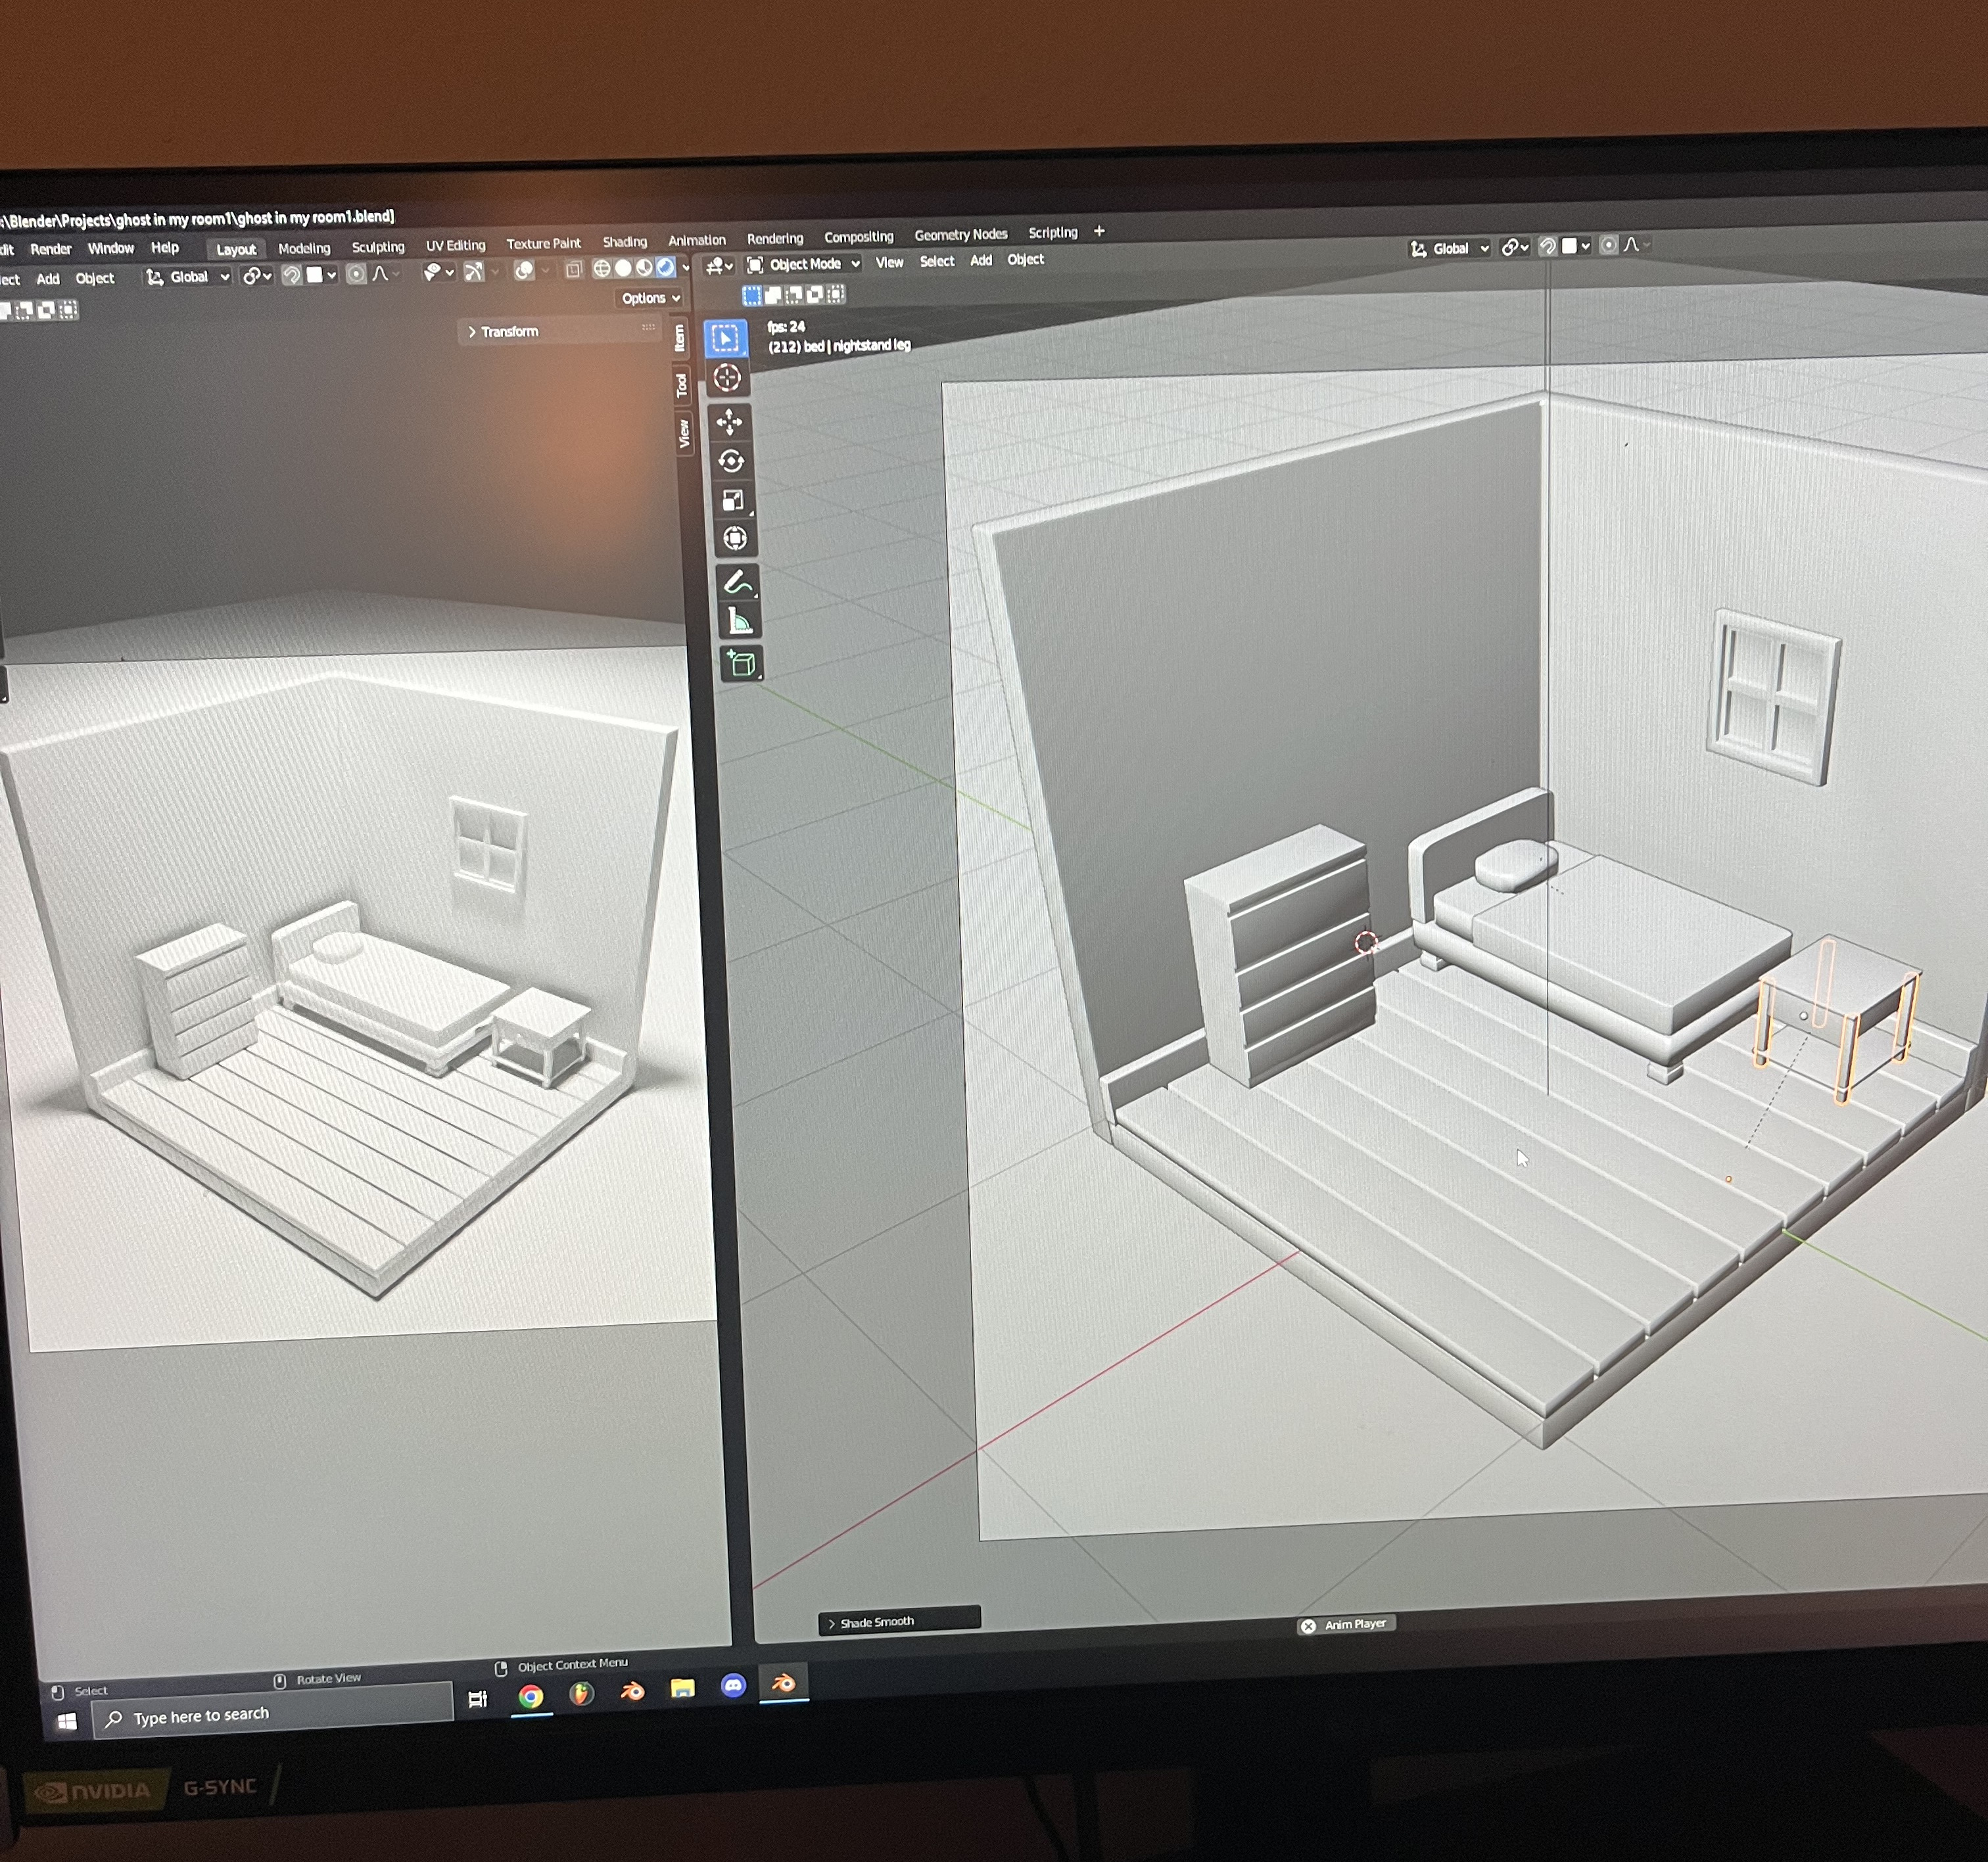 :\Blender\Projects\ghost in my room1\ghost in my room1.blend]
dit Render Window Help Layout Modeling Sculpting UV Editing Texture Paint Shading Animation Rendering Compositing Geometry Nodes Scripting +
ect Add Object Global Object Mode View Select Add Object Global
Options
Transform
Item
Tool
View
fps: 24
(212) bed | nightstand leg
Shade Smooth
Anim Player
Select Rotate View Object Context Menu
Type here to search
NVIDIA G-SYNC